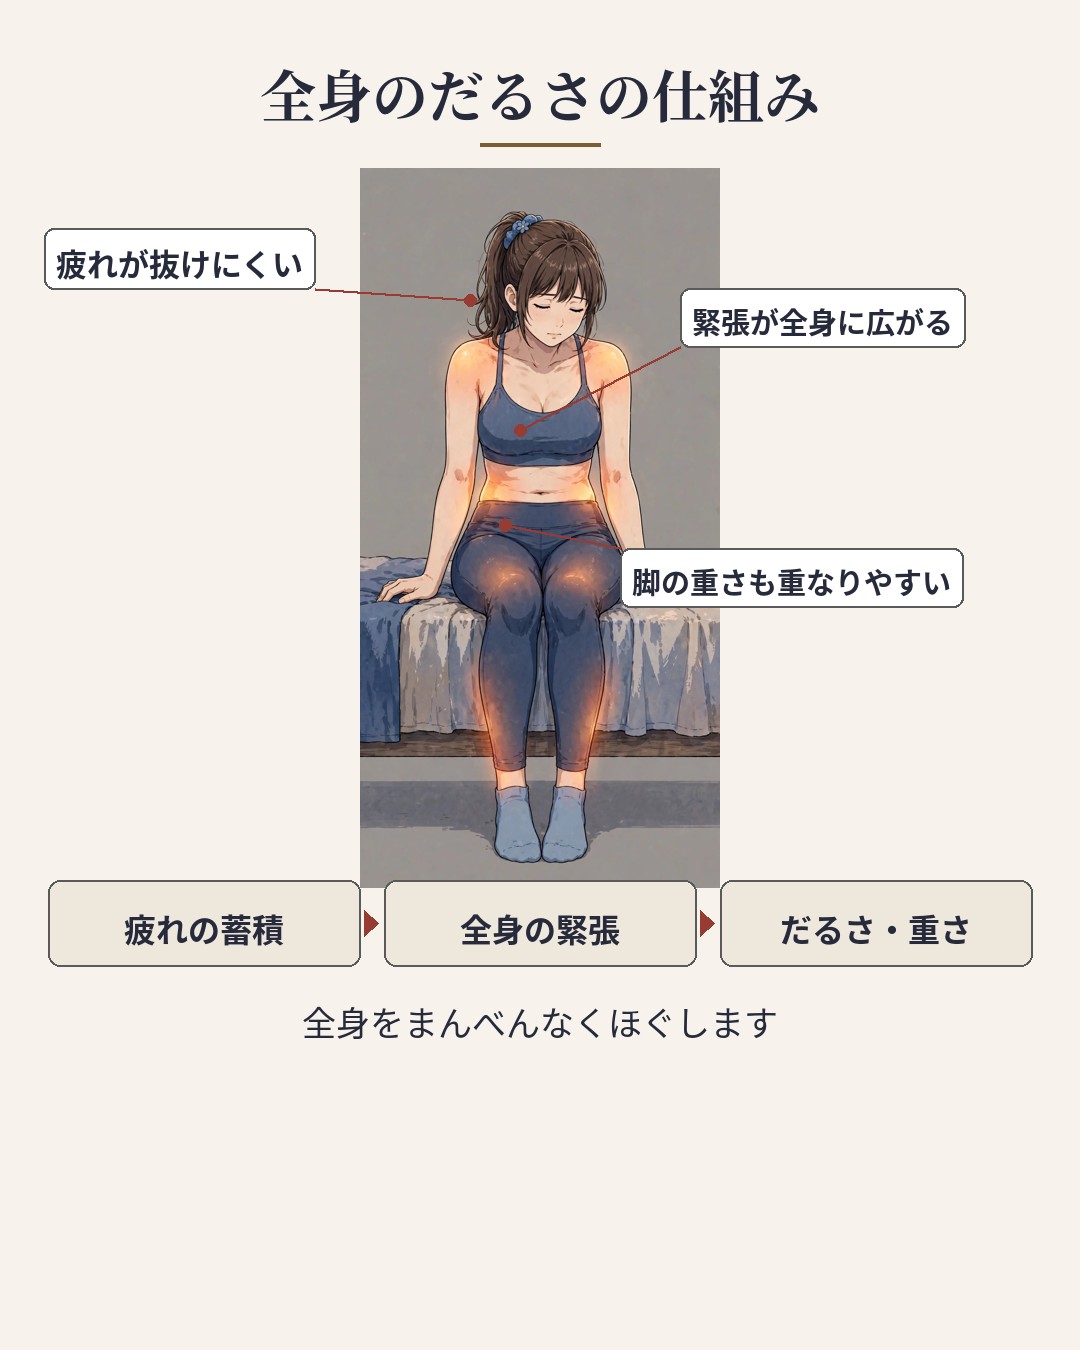 全身のだるさの仕組み
疲れが抜けにくい
緊張が全身に広がる
脚の重さも重なりやすい
疲れの蓄積
全身の緊張
だるさ・重さ
全身をまんべんなくほぐします